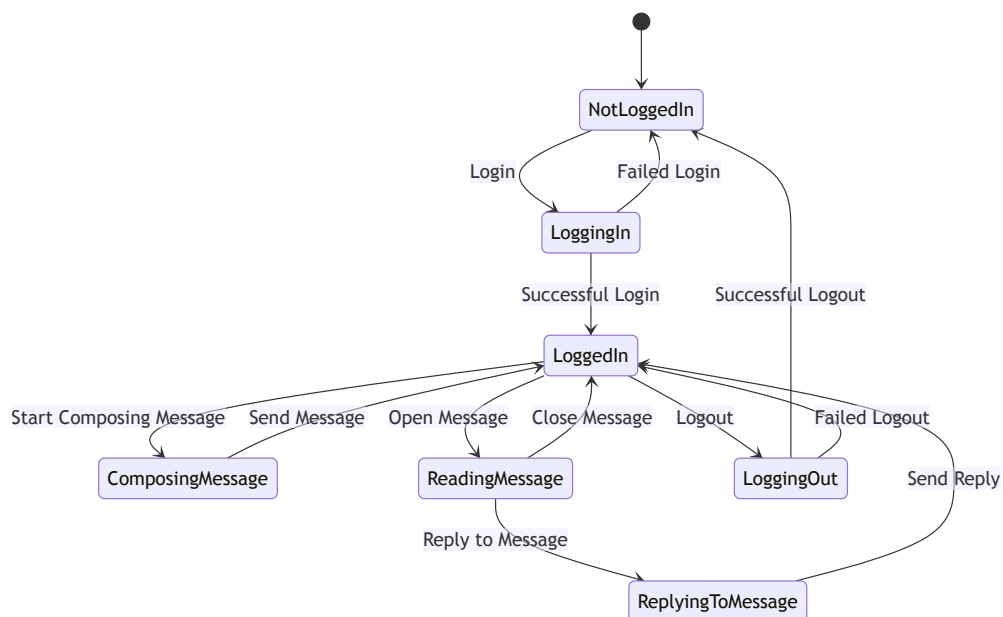 NotLoggedIn
Login
Failed Login
LoggingIn
Successful Login
Successful Logout
LoggedIn
Start Composing Message
Send Message
Open Message
Close Message
Logout
Failed Logout
ComposingMessage
ReadingMessage
LoggingOut
Send Reply
Reply to Message
ReplyingToMessage